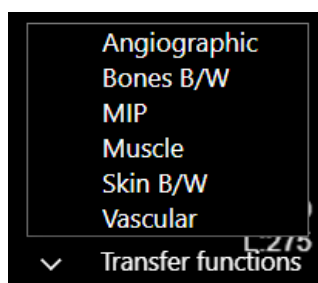 Angiographic
Bones B/W
MIP
Muscle
Skin B/W
Vascular
L:275
Transfer functions